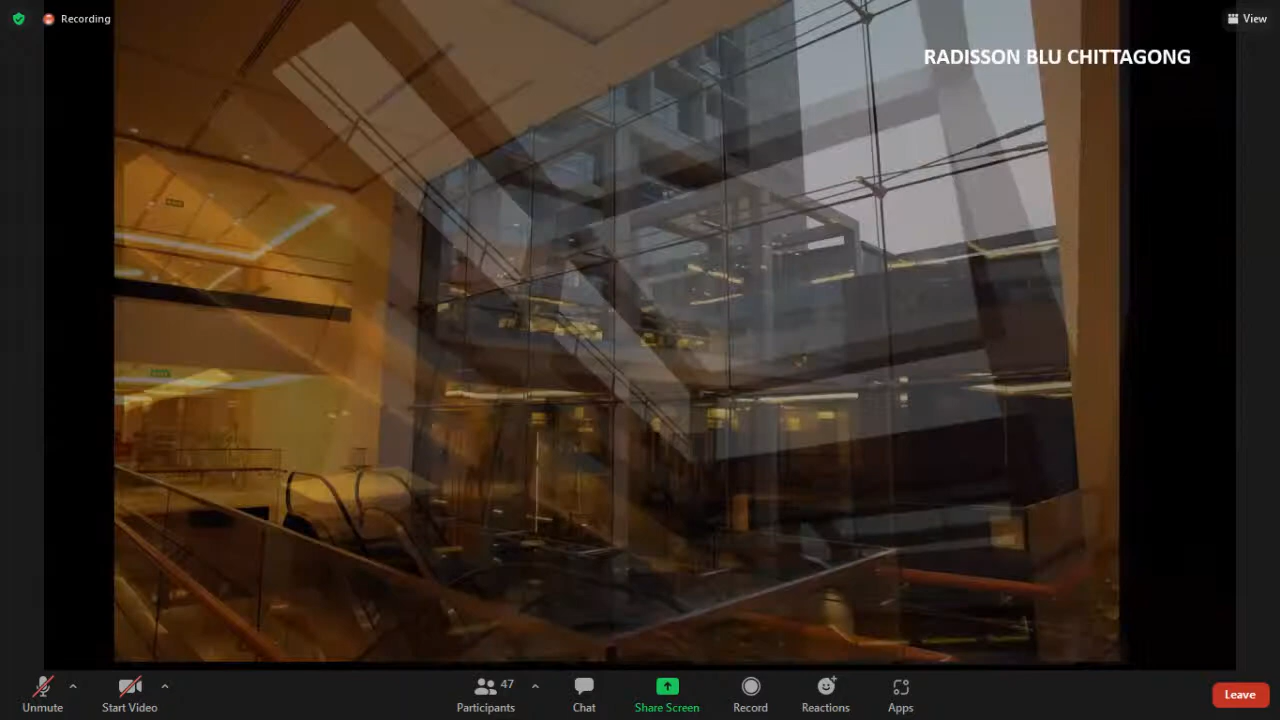 Recording
View
RADISSON BLU CHITTAGONG
Unmute
Start Video
47
Participants
Chat
Share Screen
Record
Reactions
Apps
Leave